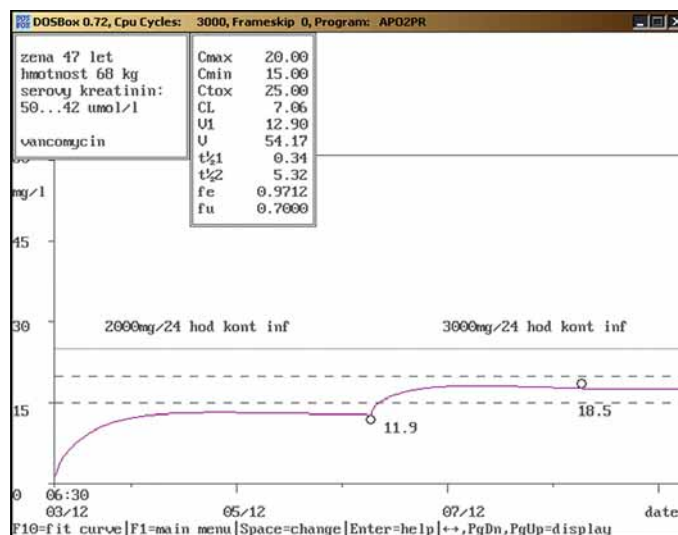 DOSBox 0.72, Cpu Cycles: 3000, Frameskip 0, Program: APO2PR
zena 47 let
hmotnost 68 kg
serovy kreatinin:
50...42 umol/l
vancomycin
Cmax 20.00
Cmin 15.00
Ctox 25.00
CL 7.06
V1 12.90
V 54.17
t½1 0.34
t½2 5.32
fe 0.9712
fu 0.7000
mg/l
45
30
2000mg/24 hod kont inf
3000mg/24 hod kont inf
15
11.9
18.5
0
06:30
03/12
05/12
07/12
date
F10=fit curve|F1=main menu|Space=change|Enter=help|↔,PgDn,PgUp=display